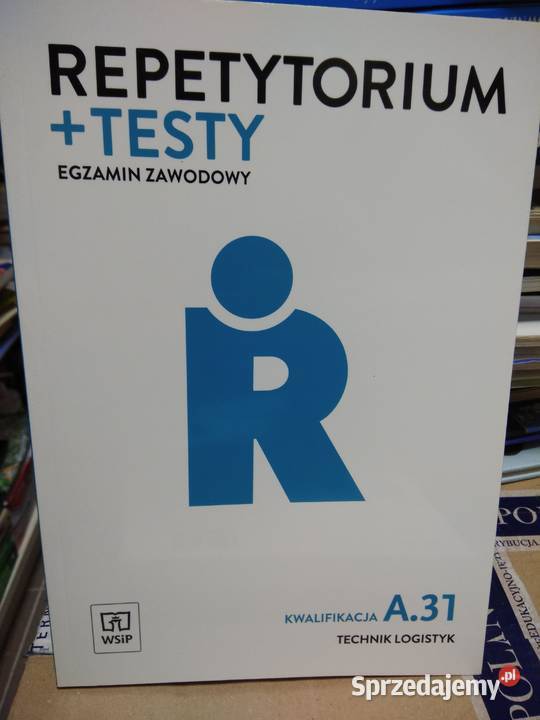 REPETYTORIUM
+TESTY
EGZAMIN ZAWODOWY
R
KWALIFIKACJA A.31
TECHNIK LOGISTYK
WSiP
Sprzedajemy.pl